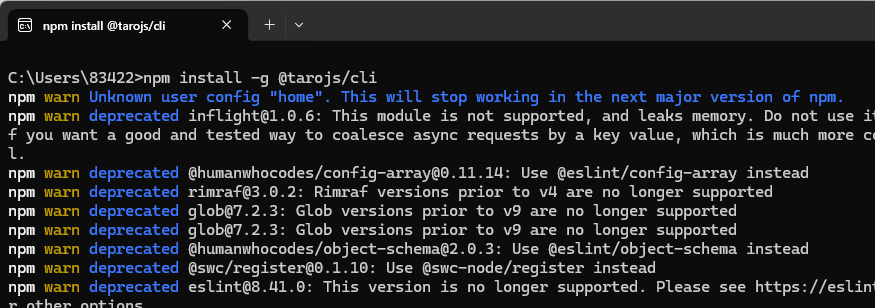 npm install @tarojs/cli
C:\Users\83422>npm install -g @tarojs/cli
npm warn Unknown user config "home". This will stop working in the next major version of npm.
npm warn deprecated inflight@1.0.6: This module is not supported, and leaks memory. Do not use it
f you want a good and tested way to coalesce async requests by a key value, which is much more co
l.
npm warn deprecated @humanwhocodes/config-array@0.11.14: Use @eslint/config-array instead
npm warn deprecated rimraf@3.0.2: Rimraf versions prior to v4 are no longer supported
npm warn deprecated glob@7.2.3: Glob versions prior to v9 are no longer supported
npm warn deprecated glob@7.2.3: Glob versions prior to v9 are no longer supported
npm warn deprecated @humanwhocodes/object-schema@2.0.3: Use @eslint/object-schema instead
npm warn deprecated @swc/register@0.1.10: Use @swc-node/register instead
npm warn deprecated eslint@8.41.0: This version is no longer supported. Please see https://eslint
r other options